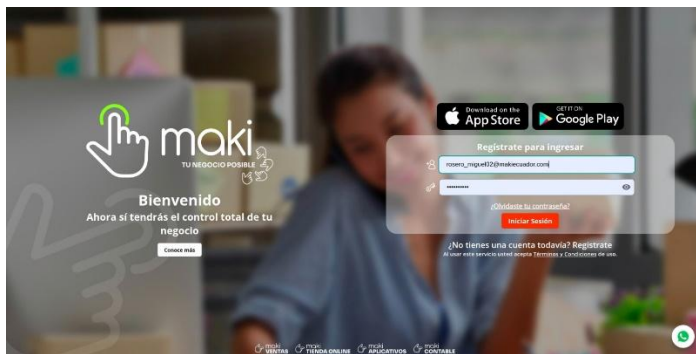 maki
TU NEGOCIO POSIBLE
Bienvenido
Ahora sí tendrás el control total de tu
negocio
Conoce más
Download on the
App Store
GET IT ON
Google Play
Regístrate para ingresar
rosero_miguel02@makiecuador.com
¿Olvidaste tu contraseña?
Iniciar Sesión
¿No tienes una cuenta todavía? Registrate
Al usar este servicio usted acepta Términos y Condiciones de uso.
maki VENTAS
maki TIENDA ONLINE
maki APLICATIVOS
maki CONTABLE